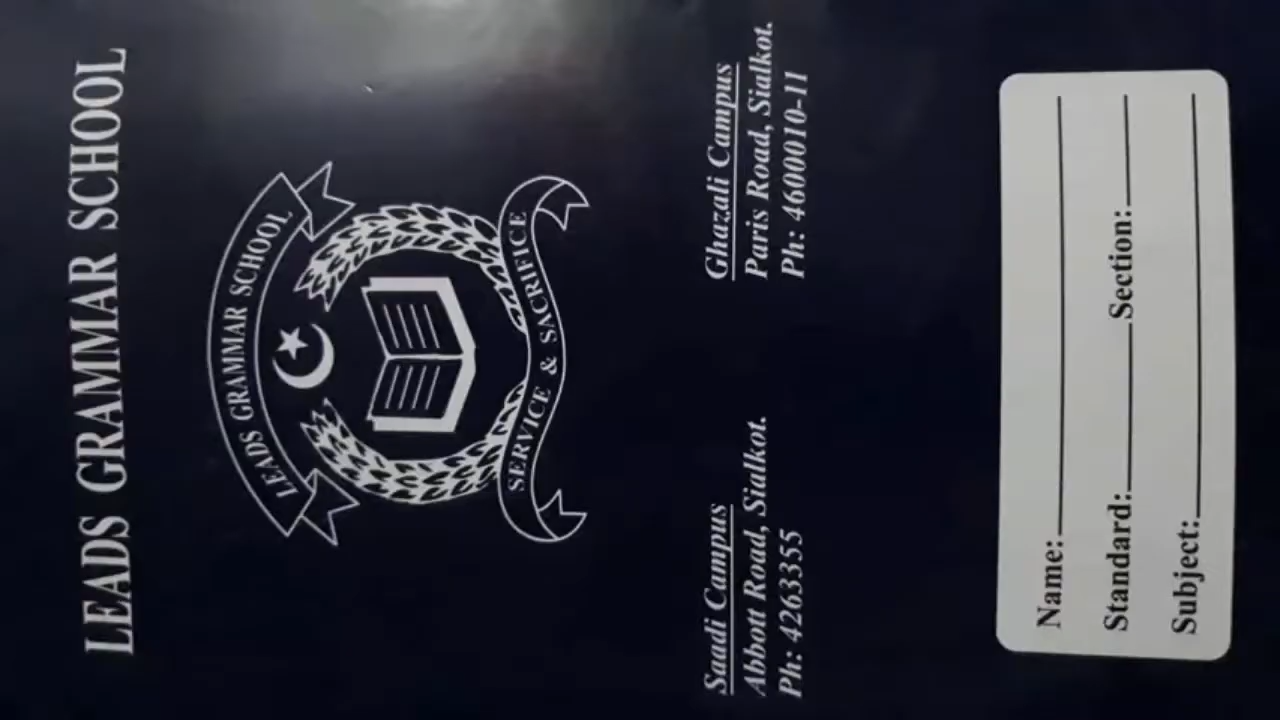 LEADS GRAMMAR SCHOOL
LEADS GRAMMAR SCHOOL
SERVICE & SACRIFICE
Saadi Campus
Abbott Road, Sialkot.
Ph: 4263355
Ghazali Campus
Paris Road, Sialkot.
Ph: 4600010-11
Name:
Standard: Section:
Subject: